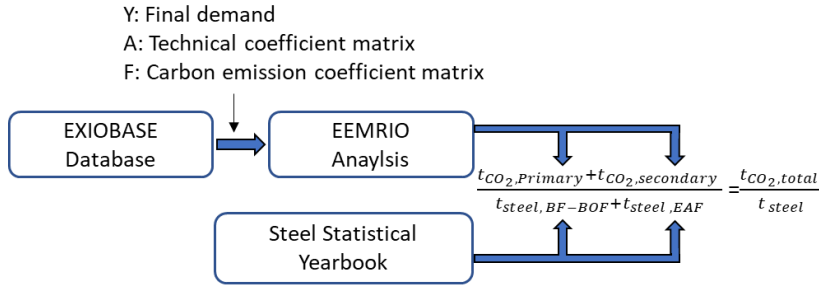 Y: Final demand
A: Technical coefficient matrix
F: Carbon emission coefficient matrix
EXIOBASE
Database
EEMRIO
Anaylsis
t_{CO_2,Primary}+t_{CO_2,secondary}
t_{steel,BF-BOF}+t_{steel,EAF}
=
t_{CO_2,total}
t_{steel}
Steel Statistical
Yearbook